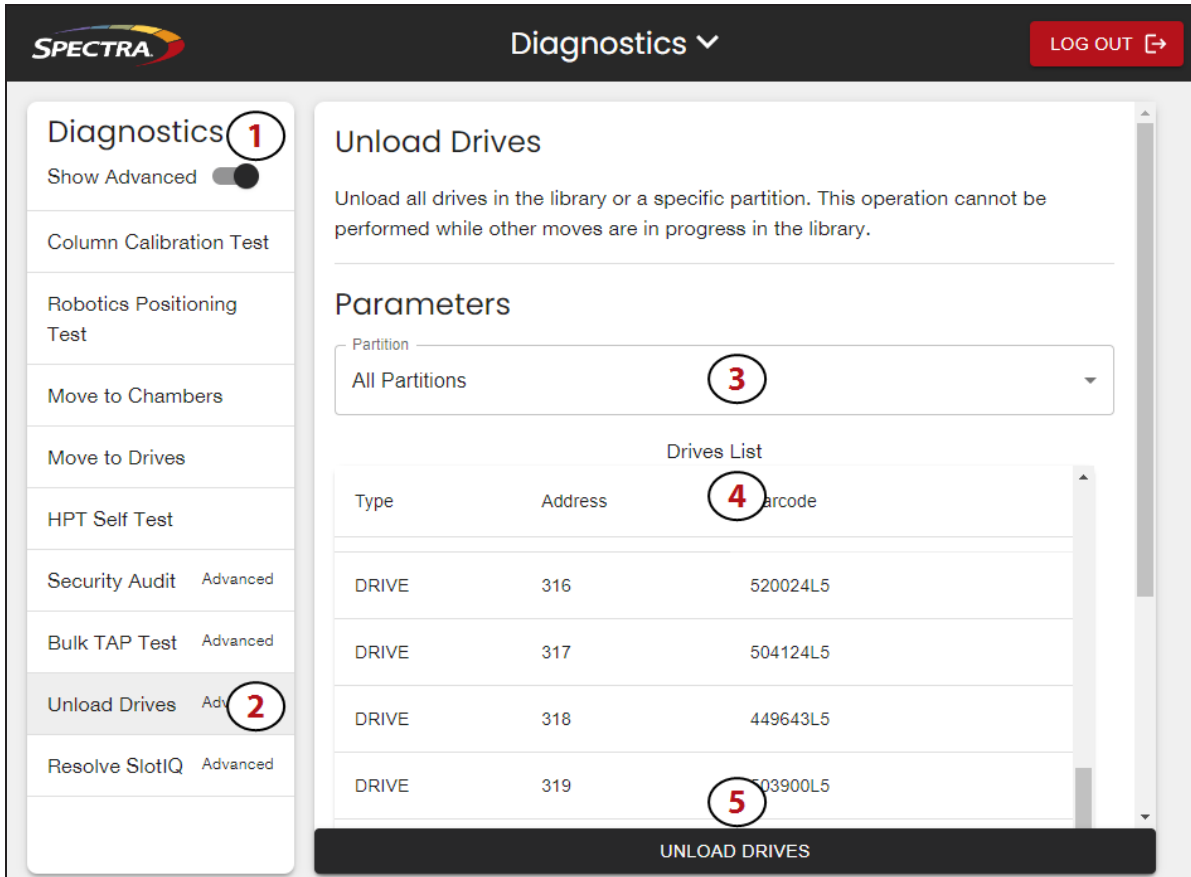 SPECTRA
Diagnostics
LOG OUT
Diagnostics
1
Show Advanced
Column Calibration Test
Robotics Positioning
Test
Move to Chambers
Move to Drives
HPT Self Test
Security Audit Advanced
Bulk TAP Test Advanced
Unload Drives Adv
2
Resolve SlotIQ Advanced
Unload Drives
Unload all drives in the library or a specific partition. This operation cannot be
performed while other moves are in progress in the library.
Parameters
Partition
All Partitions
3
Drives List
Type Address arcode
4
DRIVE 316 520024L5
DRIVE 317 504124L5
DRIVE 318 449643L5
DRIVE 319 03900L5
5
UNLOAD DRIVES